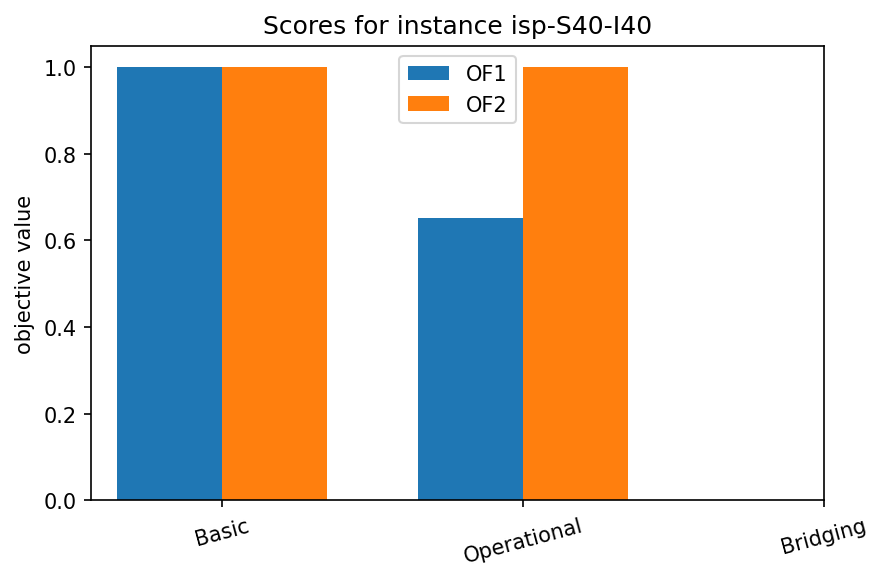 Scores for instance isp-S40-I40
OF1
OF2
objective value
1.0
0.8
0.6
0.4
0.2
0.0
Basic
Operational
Bridging